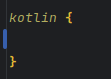 kotlin {
}